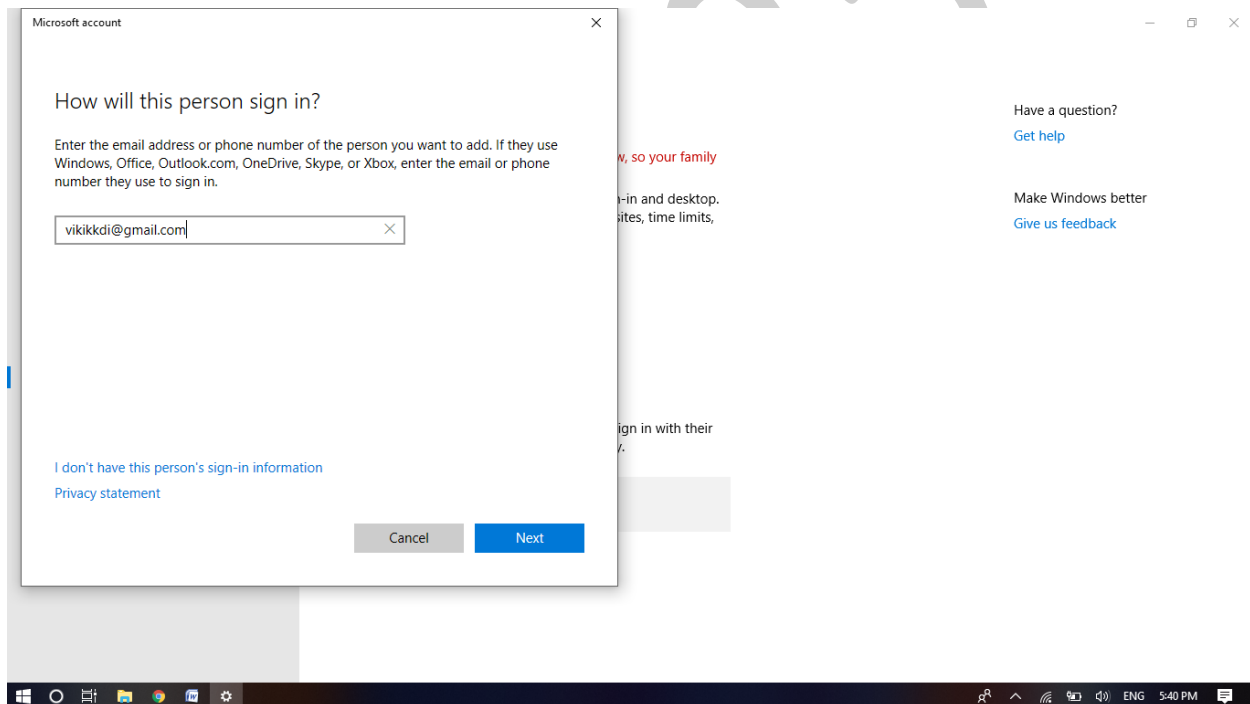 Microsoft account
How will this person sign in?
Enter the email address or phone number of the person you want to add. If they use
Windows, Office, Outlook.com, OneDrive, Skype, or Xbox, enter the email or phone
number they use to sign in.
vikikkdi@gmail.com
I don't have this person's sign-in information
Privacy statement
Cancel
Next
w, so your family
n-in and desktop.
sites, time limits,
ign in with their
y.
Have a question?
Get help
Make Windows better
Give us feedback
ENG
5:40 PM